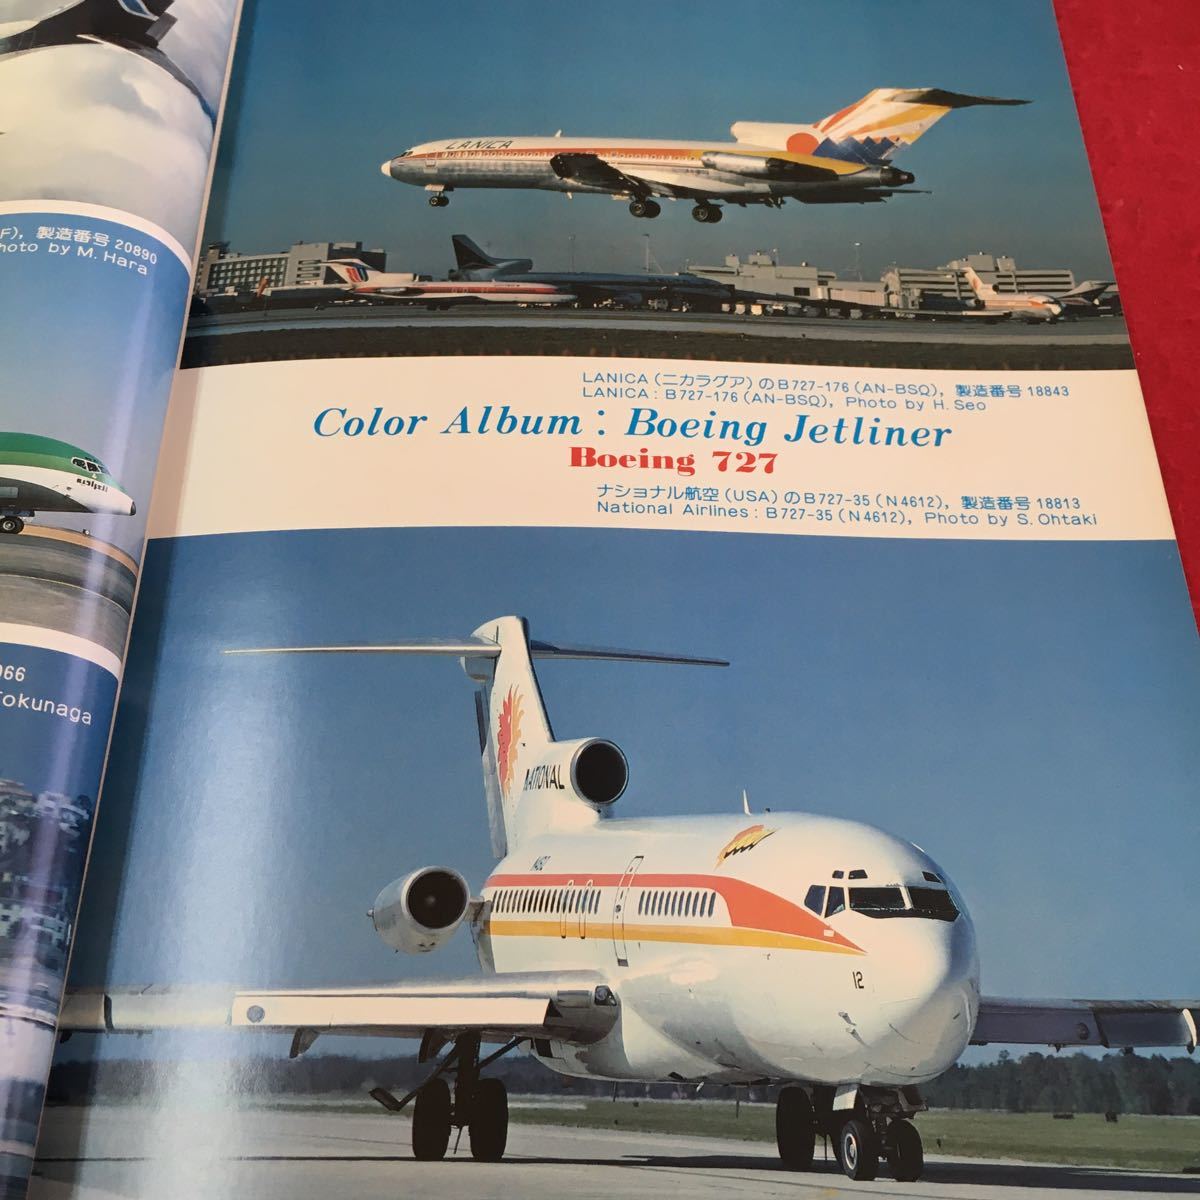 F), 製造番号 20890
hoto by M. Hara
066
Tokunaga
LANICA
LANICA (ニカラグア) のB727-176 (AN-BSQ), 製造番号 18843
LANICA : B727-176 (AN-BSQ), Photo by H. Seo
Color Album : Boeing Jetliner
Boeing 727
ナショナル航空 (USA) のB727-35 (N4612), 製造番号 18813
National Airlines : B727-35 (N4612), Photo by S. Ohtaki
NATIONAL
12